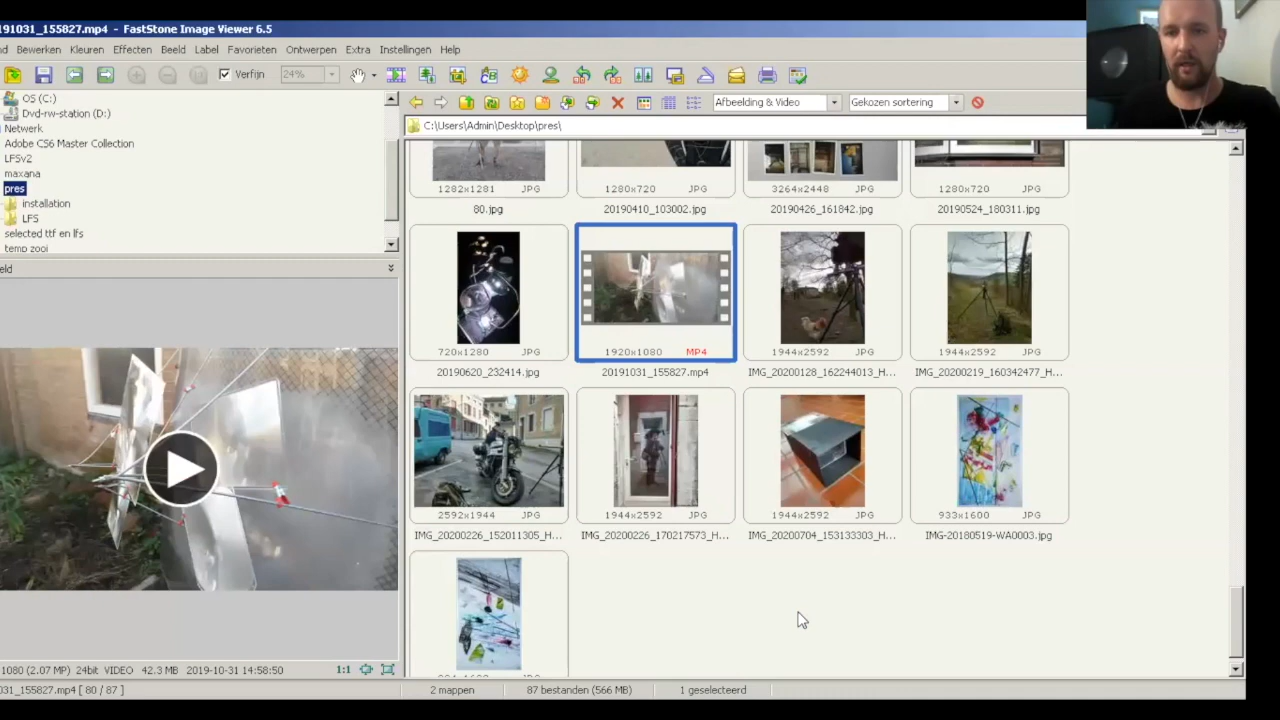 191031_155827.mp4 - FastStone Image Viewer 6.5
Bewerken Kleuren Effecten Beeld Label Favorieten Ontwerpen Extra Instellingen Help
Verfijn 24% Afbeelding & Video Gekozen sortering
C:\Users\Admin\Desktop\pres\
OS (C:)
Dvd-rw-station (D:)
Netwerk
Adobe CS6 Master Collection
LFSv2
maxana
pres
installation
LFS
selected ttf en lfs
temp zooi
eld
1282x1281 JPG
80.jpg
1280x720 JPG
20190410_103002.jpg
3264x2448 JPG
20190426_161842.jpg
1280x720 JPG
20190524_180311.jpg
720x1280 JPG
20190620_232414.jpg
1920x1080 MP4
20191031_155827.mp4
1944x2592 JPG
IMG_20200128_162244013_H...
1944x2592 JPG
IMG_20200219_160342477_H...
2592x1944 JPG
IMG_20200226_152011305_H...
1944x2592 JPG
IMG_20200226_170217573_H...
1944x2592 JPG
IMG_20200704_153133303_H...
933x1600 JPG
IMG-20180519-WA0003.jpg
1080 (2.07 MP) 24bit VIDEO 42.3 MB 2019-10-31 14:58:50 1:1
031_155827.mp4 [ 80 / 87 ]
2 mappen 87 bestanden (566 MB) 1 geselecteerd